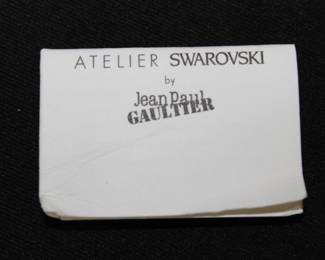 ATELIER SWAROVSKI
by
Jean Paul
GAULTIER